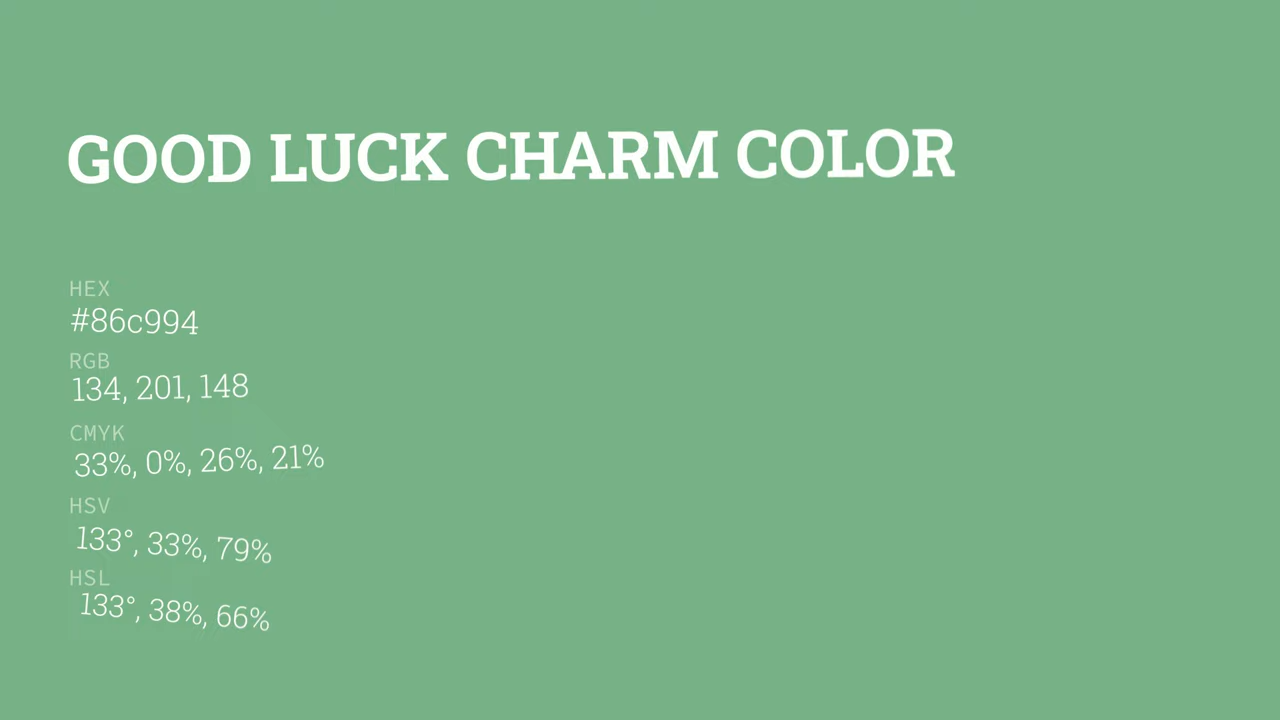 GOOD LUCK CHARM COLOR
HEX
#86c994
RGB
134, 201, 148
CMYK
33%, 0%, 26%, 21%
HSV
133°, 33%, 79%
HSL
133°, 38%, 66%